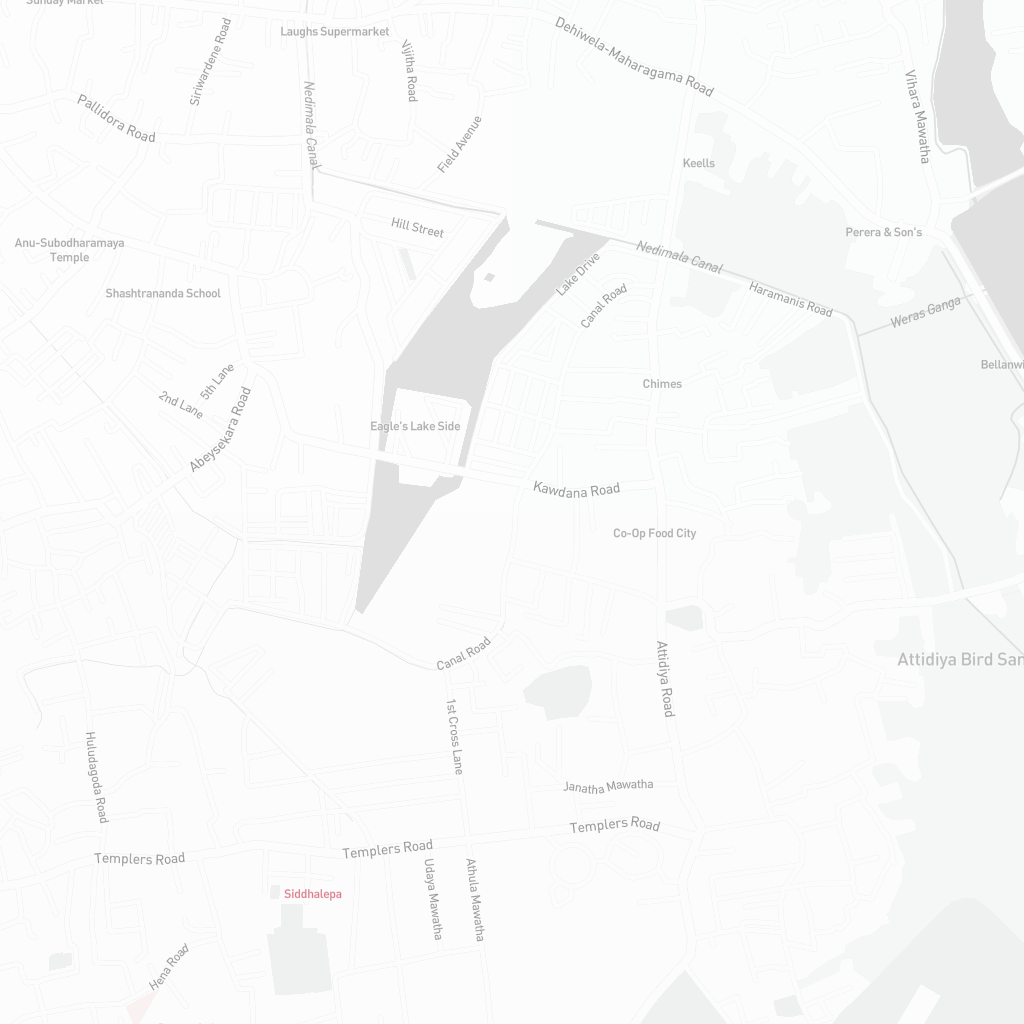 Sunday Market
Laughs Supermarket
Siriwardene Road
Vijitha Road
Dehiwela-Maharagama Road
Nedimala Canal
Pallidora Road
Field Avenue
Vihara Mawatha
Keells
Hill Street
Anu-Subodharamaya
Temple
Perera & Son's
Nedimala Canal
Lake Drive
Shashtrananda School
Canal Road
Haramanis Road
Weras Ganga
Bellanwi
5th Lane
2nd Lane
Chimes
Abeysekara Road
Eagle's Lake Side
Kawdana Road
Co-Op Food City
Canal Road
Attidiya Road
Attidiya Bird San
1st Cross Lane
Huludagoda Road
Janatha Mawatha
Templers Road
Templers Road
Templers Road
Siddhalepa
Udaya Mawatha
Athula Mawatha
Hena Road